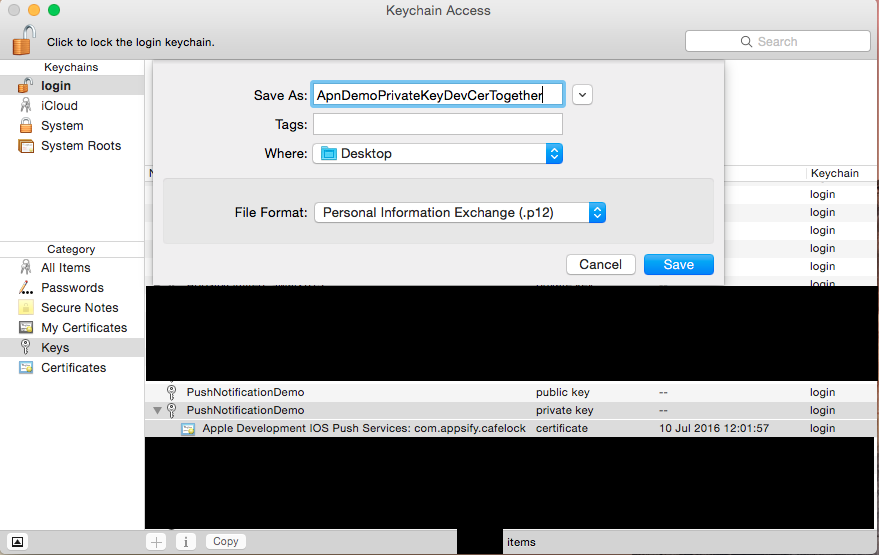 Keychain Access
Click to lock the login keychain.
Search
Keychains
login
iCloud
System
System Roots
Save As: ApnDemoPrivateKeyDevCerTogether
Tags:
Where: Desktop
File Format: Personal Information Exchange (.p12)
Cancel Save
Keychain
login
login
login
login
login
login
Category
All Items
Passwords
Secure Notes
My Certificates
Keys
Certificates
PushNotificationDemo public key -- login
PushNotificationDemo private key -- login
Apple Development IOS Push Services: com.appsify.cafelock certificate 10 Jul 2016 12:01:57 login
Copy
items